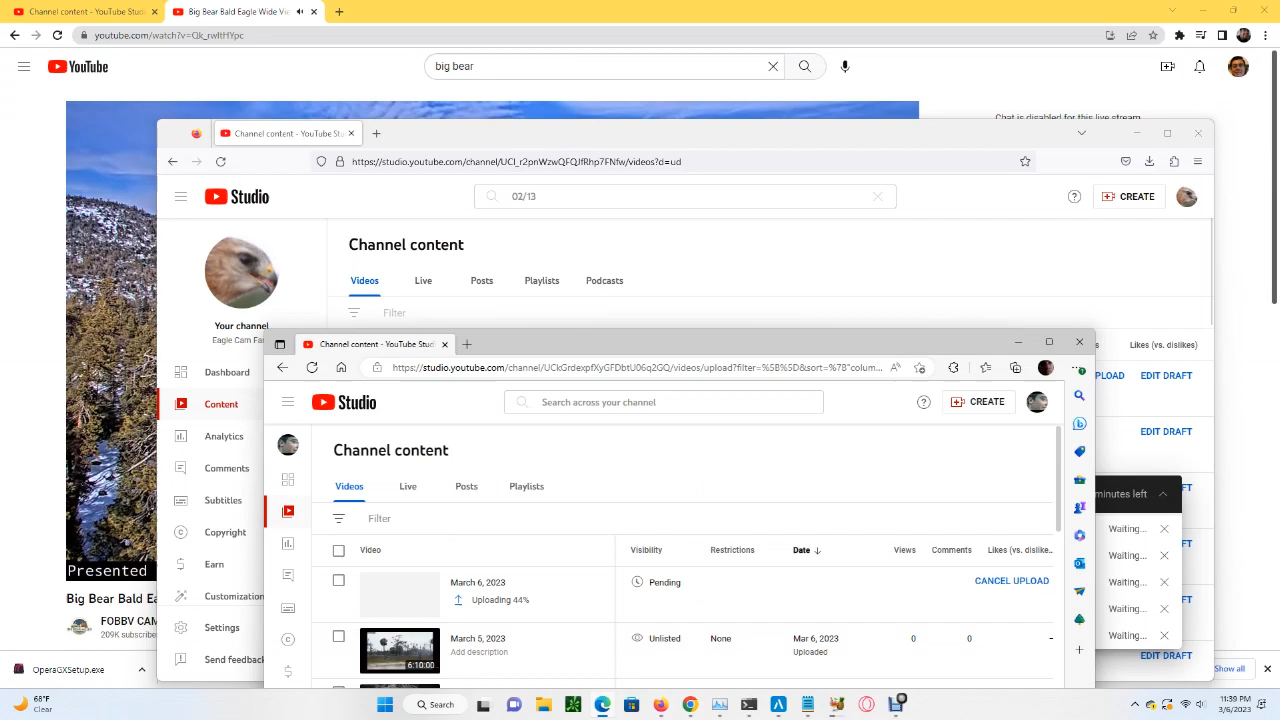 Channel content - YouTube Studio
Big Bear Bald Eagle Wide Vie
youtube.com/watch?v=Qk_rwItHYpc
YouTube
big bear
Chat is disabled for this live stream
Channel content - YouTube Stu
https://studio.youtube.com/channel/UCI_r2pnWzwQFQJfRhp7FNfw/videos?d=ud
Studio
02/13
CREATE
Channel content
Videos
Live
Posts
Playlists
Podcasts
Filter
Your channel
Eagle Cam Fa
Likes (vs. dislikes)
PLOAD
EDIT DRAFT
EDIT DRAFT
EDIT DRAFT
Dashboard
Content
Analytics
Comments
Subtitles
Copyright
Earn
Customization
Settings
Send feedback
minutes left
Waiting...
Waiting...
Waiting...
Waiting...
Waiting...
Channel content - YouTube Studi
https://studio.youtube.com/channel/UCkGrdexpfXyGFDbtU06q2GQ/videos/upload?filter=%5B%5D&sort=%7B"colum...
Studio
Search across your channel
CREATE
Channel content
Videos
Live
Posts
Playlists
Filter
Video
Visibility
Restrictions
Date
Views
Comments
Likes (vs. dislike...
March 6, 2023
Uploading 44%
Pending
CANCEL UPLOAD
March 5, 2023
Add description
6:10:00
Unlisted
None
Mar 6, 2023
Uploaded
0
0
–
Presented
Big Bear Bald Ea
FOBBV CAM
209K subscribe
OperaGXSetup.exe
Show all
68°F
Clear
Search
11:39 PM
3/6/2023